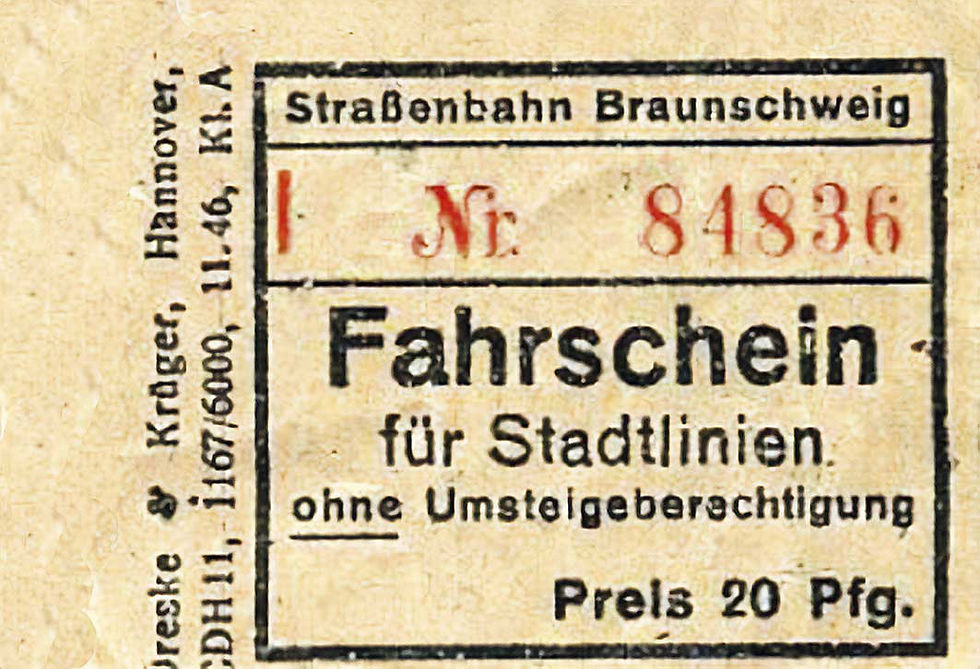 Straßenbahn Braunschweig
Nr. 84836
Fahrschein
für Stadtlinien
ohne Umsteigeberechtigung
Preis 20 Pfg.
& Krüger, Hannover,
CDH 11, 1167/6000, 11.46, Kl. A